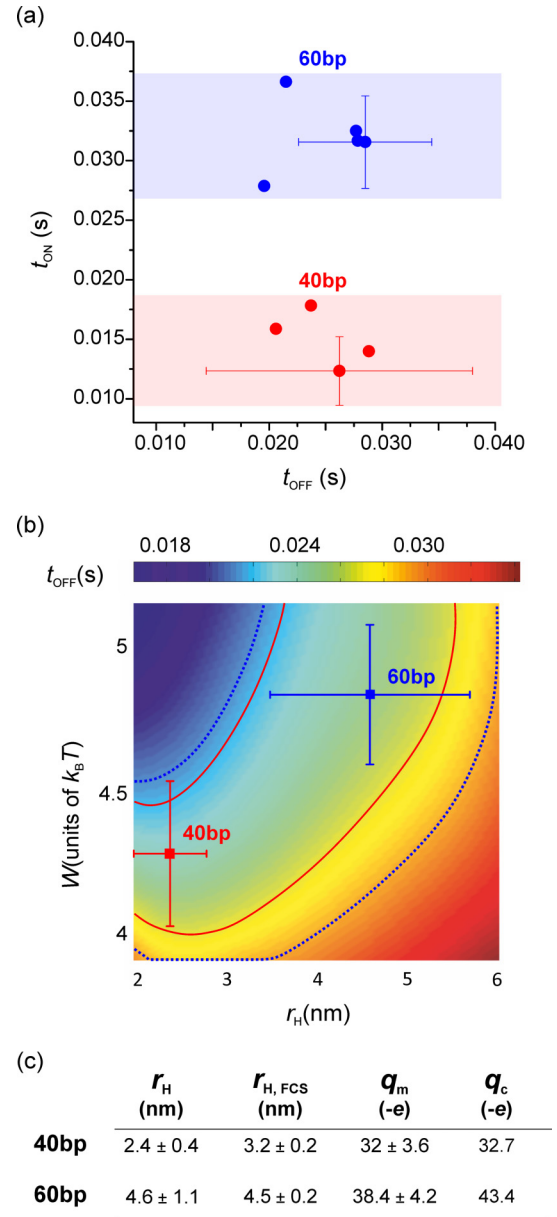 (a)
0.040
60bp
0.035
0.030
0.025
tON (s)
0.020
40bp
0.015
0.010
0.010 0.020 0.030 0.040
tOFF (s)
(b)
0.018 0.024 0.030
tOFF(s)
5
60bp
W(units of kBT)
4.5
40bp
4
2 3 4 5 6
rH(nm)
(c)
rH rH, FCS qm qc
(nm) (nm) (-e) (-e)
40bp 2.4 ± 0.4 3.2 ± 0.2 32 ± 3.6 32.7
60bp 4.6 ± 1.1 4.5 ± 0.2 38.4 ± 4.2 43.4